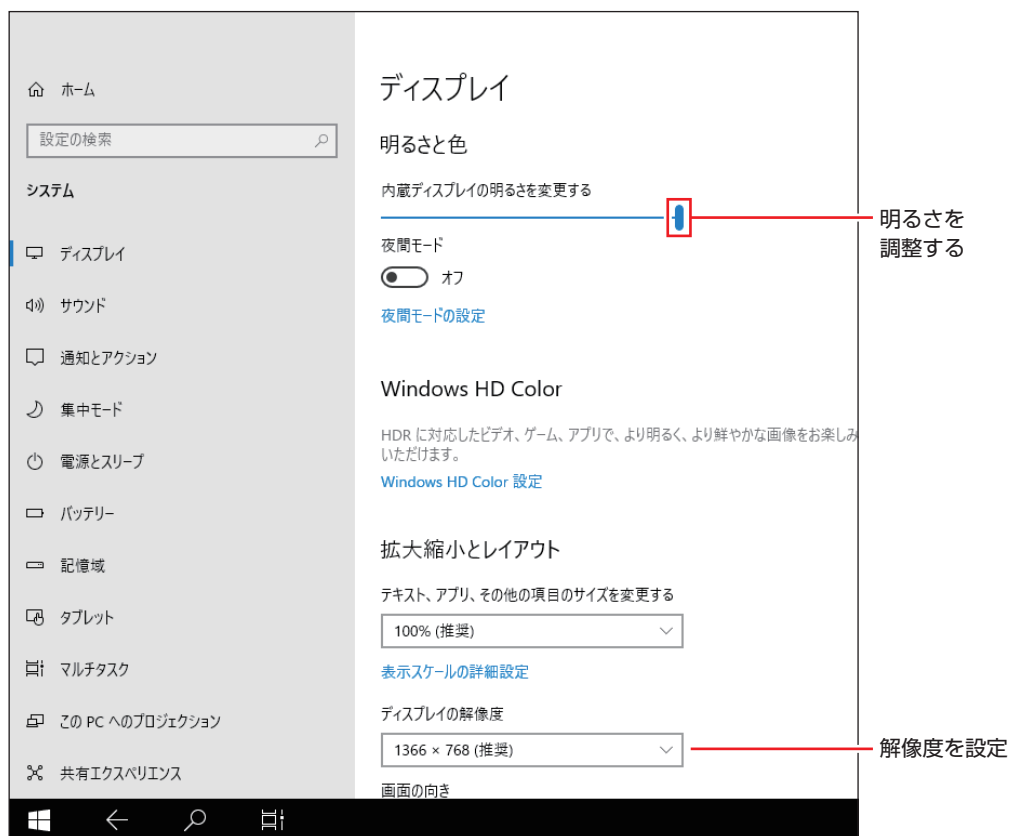 ホーム
設定の検索
システム
ディスプレイ
サウンド
通知とアクション
集中モード
電源とスリープ
バッテリー
記憶域
タブレット
マルチタスク
この PC へのプロジェクション
共有エクスペリエンス
ディスプレイ
明るさと色
内蔵ディスプレイの明るさを変更する
夜間モード
オフ
夜間モードの設定
Windows HD Color
HDR に対応したビデオ、ゲーム、アプリで、より明るく、より鮮やかな画像をお楽しみ
いただけます。
Windows HD Color 設定
拡大縮小とレイアウト
テキスト、アプリ、その他の項目のサイズを変更する
100% (推奨)
表示スケールの詳細設定
ディスプレイの解像度
1366 × 768 (推奨)
画面の向き
明るさを
調整する
解像度を設定